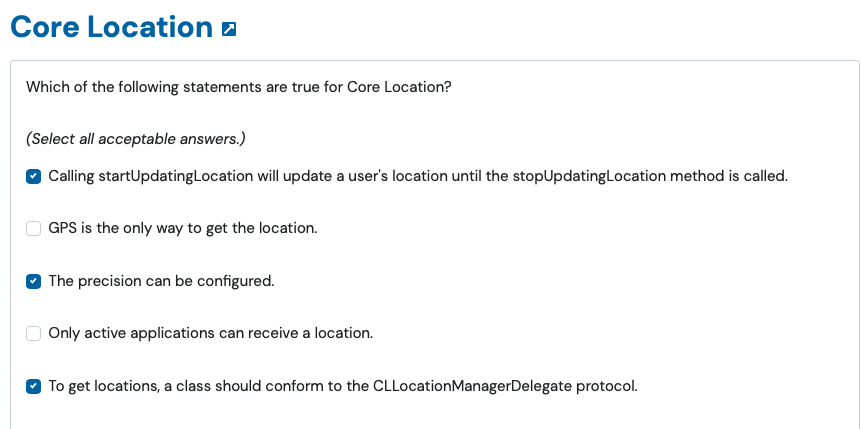 Core Location
Which of the following statements are true for Core Location?
(Select all acceptable answers.)
Calling startUpdatingLocation will update a user's location until the stopUpdatingLocation method is called.
GPS is the only way to get the location.
The precision can be configured.
Only active applications can receive a location.
To get locations, a class should conform to the CLLocationManagerDelegate protocol.